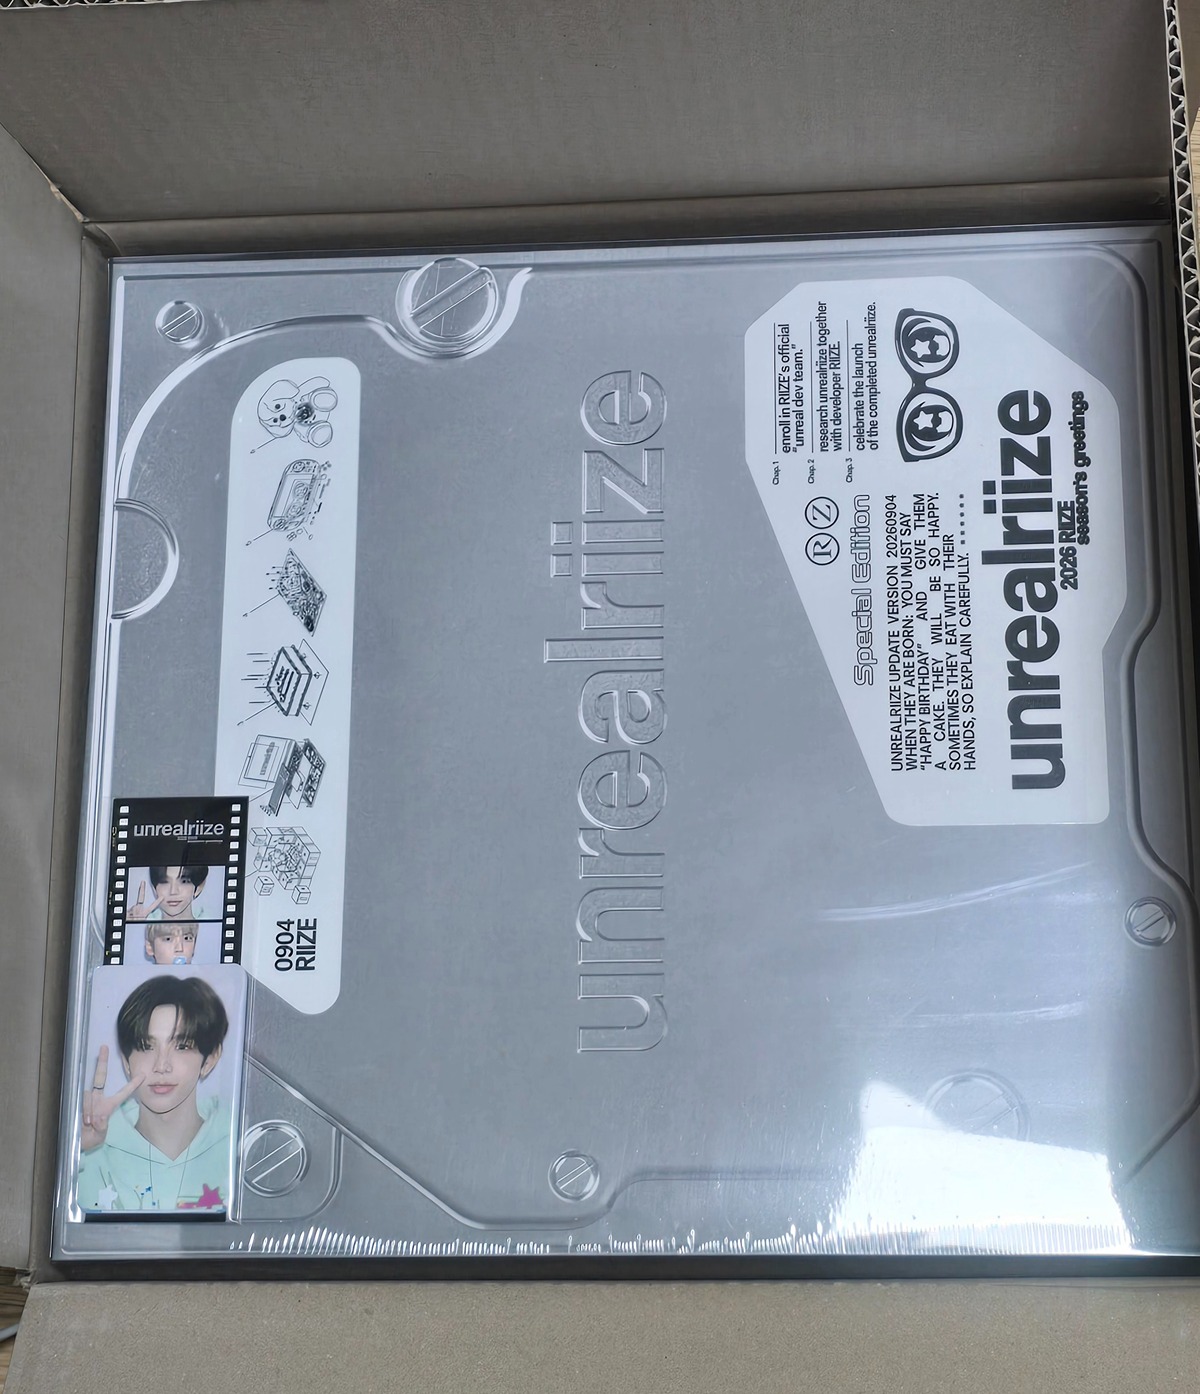 unrealriize
0904
RIIZE
unrealriize
Chap.1
enroll in RIIZE's official
"unreal dev team."
Chap.2
research unrealriize together
with developer RIIZE.
Chap.3
celebrate the launch
of the completed unrealriize.
R Z
Special Edition
UNREALRIIZE UPDATE VERSION 20260904
WHEN THEY ARE BORN: YOU MUST SAY
"HAPPY BIRTHDAY" AND GIVE THEM
A CAKE. THEY WILL BE SO HAPPY.
SOMETIMES THEY EAT WITH THEIR
HANDS, SO EXPLAIN CAREFULLY.
unrealriize
2026 RIIZE
season's greetings